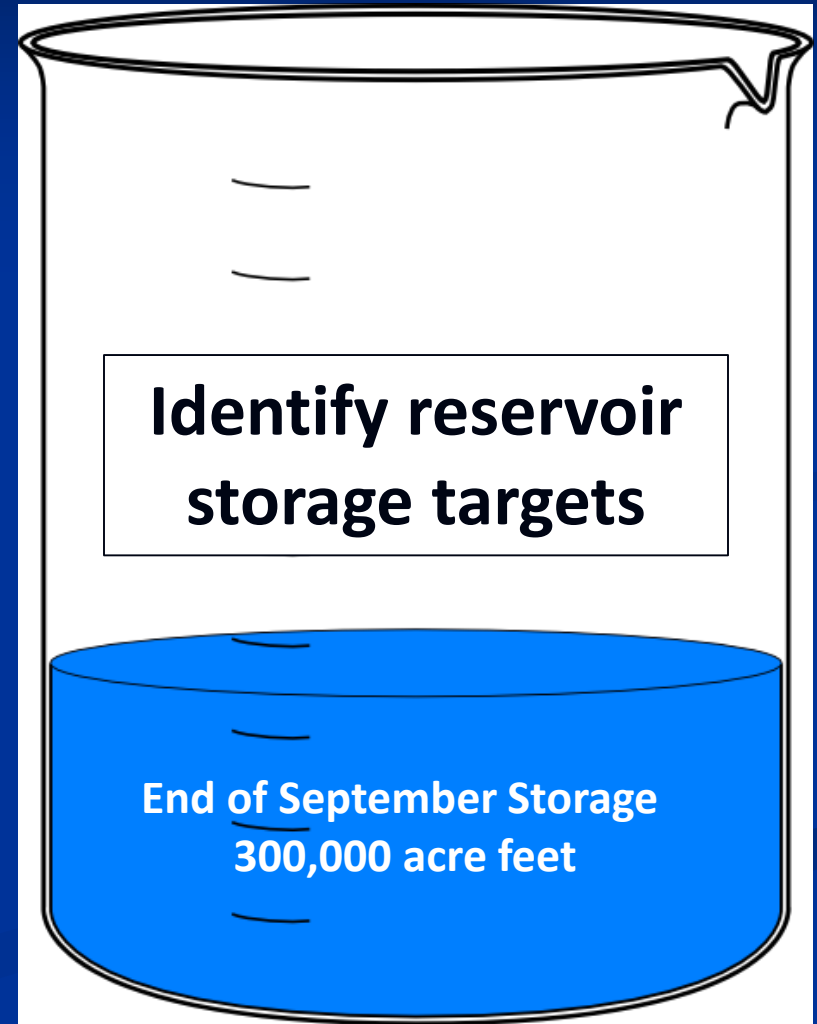 Identify reservoir
storage targets
End of September Storage
300,000 acre feet